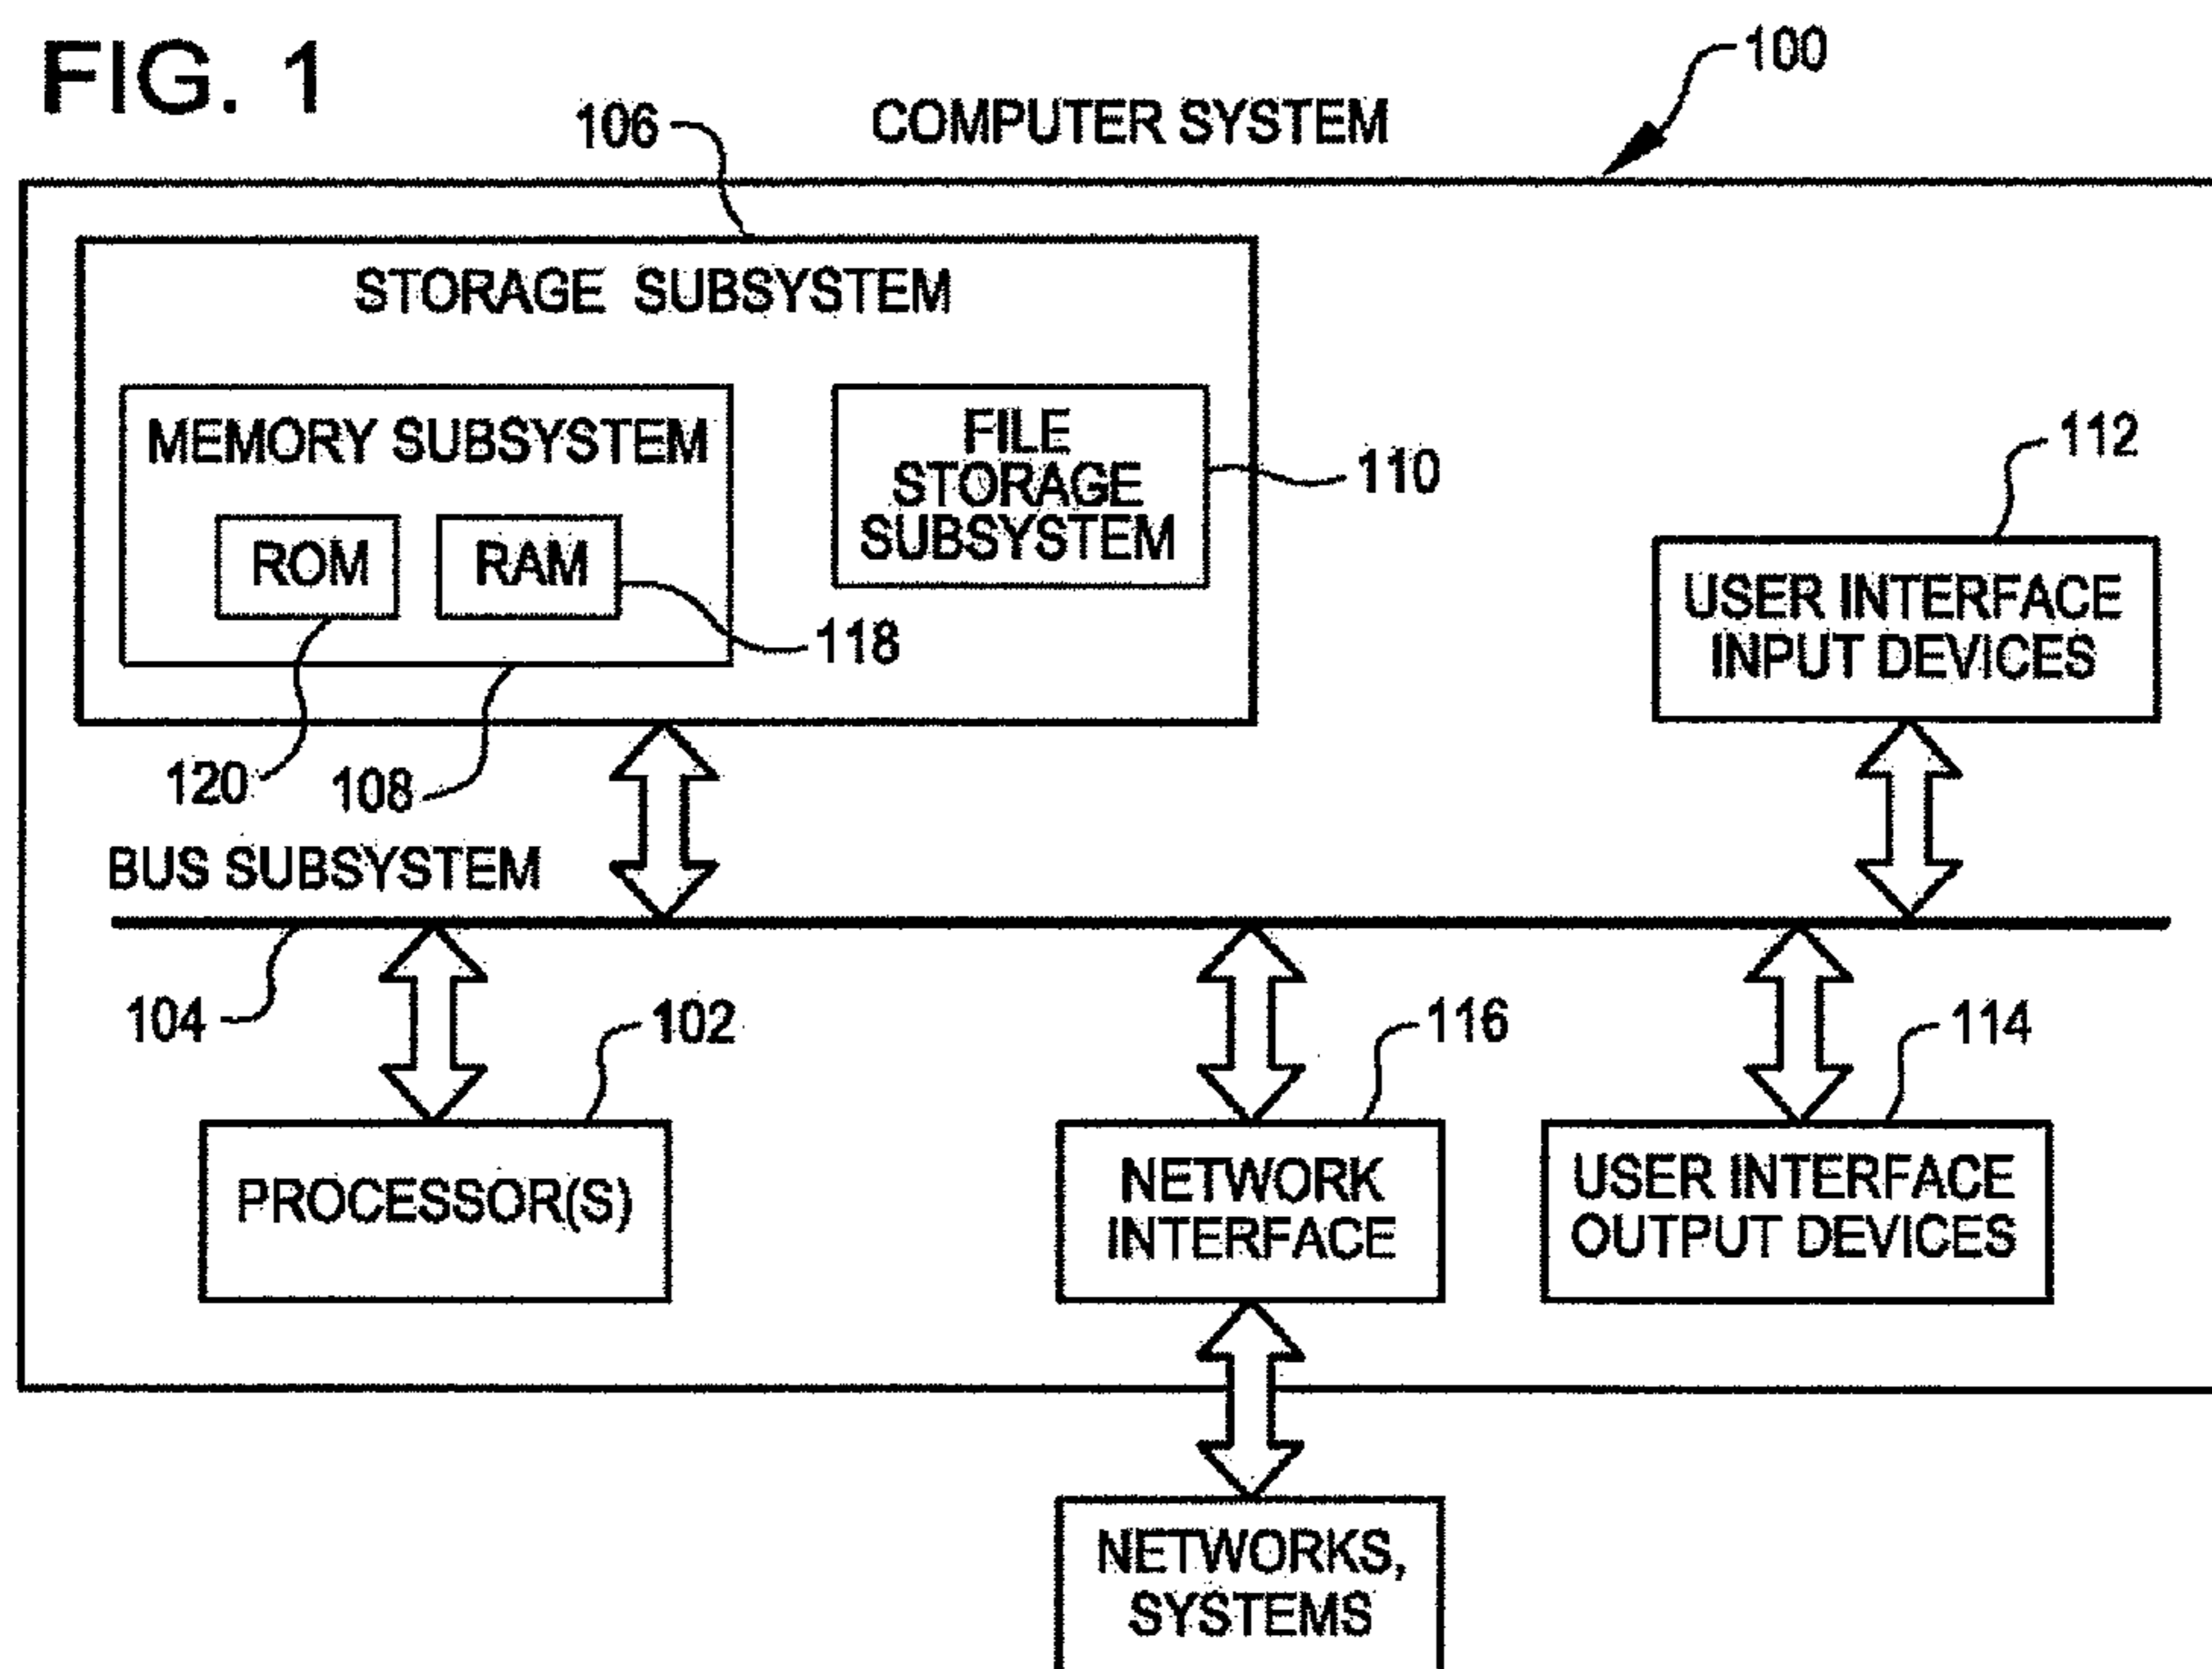 FIG. 1
100
106
COMPUTER SYSTEM
STORAGE SUBSYSTEM
MEMORY SUBSYSTEM
ROM
RAM
FILE
STORAGE
SUBSYSTEM
110
112
118
USER INTERFACE
INPUT DEVICES
120
108
BUS SUBSYSTEM
104
102
116
114
PROCESSOR(S)
NETWORK
INTERFACE
USER INTERFACE
OUTPUT DEVICES
NETWORKS,
SYSTEMS